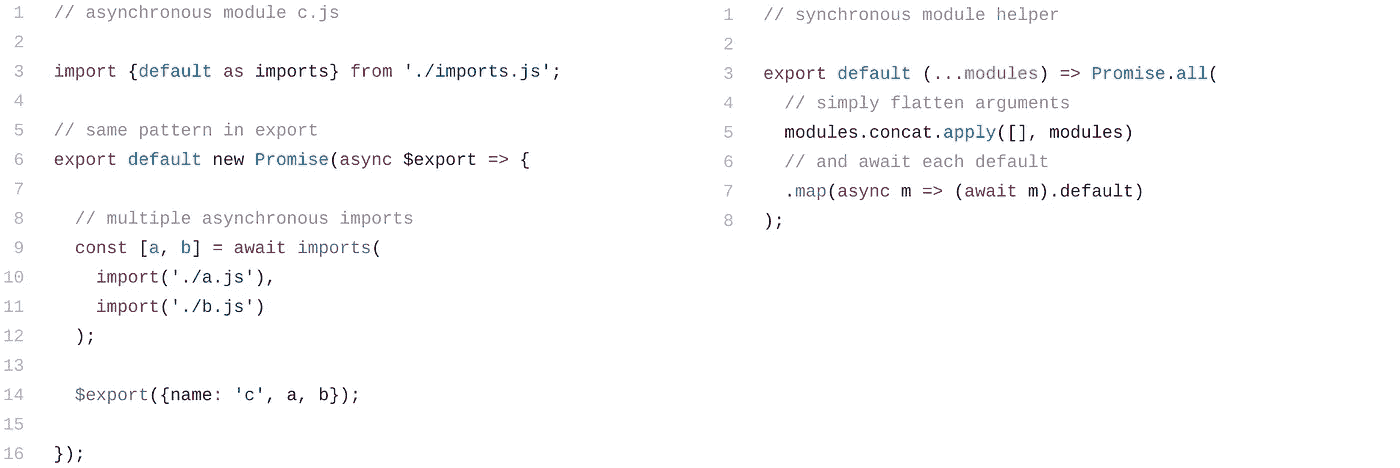 1 // asynchronous module c.js
2
3 import {default as imports} from './imports.js';
4
5 // same pattern in export
6 export default new Promise(async $export => {
7
8   // multiple asynchronous imports
9   const [a, b] = await imports(
10     import('./a.js'),
11     import('./b.js')
12   );
13
14   $export({name: 'c', a, b});
15
16 });
1 // synchronous module helper
2
3 export default (...modules) => Promise.all(
4   // simply flatten arguments
5   modules.concat.apply([], modules)
6   // and await each default
7   .map(async m => (await m).default)
8 );